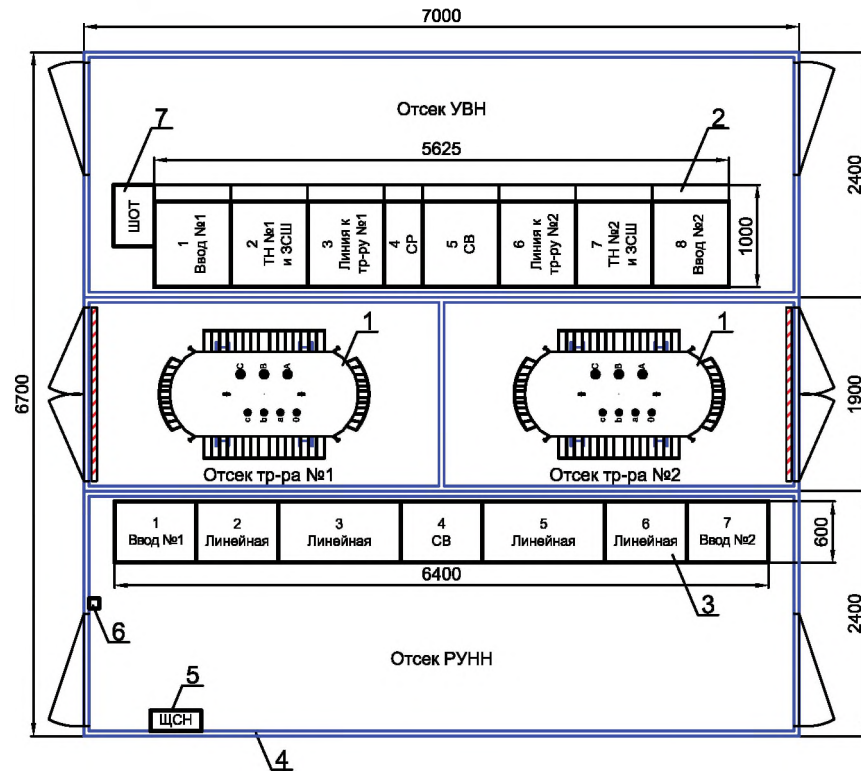 7000
Отсек УВН
7
2
5625
2400
ШОТ
1
Ввод №1
2
ТН №1
и ЗСШ
3
Линия к
тр-ру №1
4
СР
5
СВ
6
Линия к
тр-ру №2
7
ТН №2
и ЗСШ
8
Ввод №2
1000
6700
1
1
C B A
c b a 0
C B A
c b a 0
1900
Отсек тр-ра №1
Отсек тр-ра №2
1
Ввод №1
2
Линейная
3
Линейная
4
СВ
5
Линейная
6
Линейная
7
Ввод №2
600
6400
3
2400
6
Отсек РУНН
5
ЩСН
4